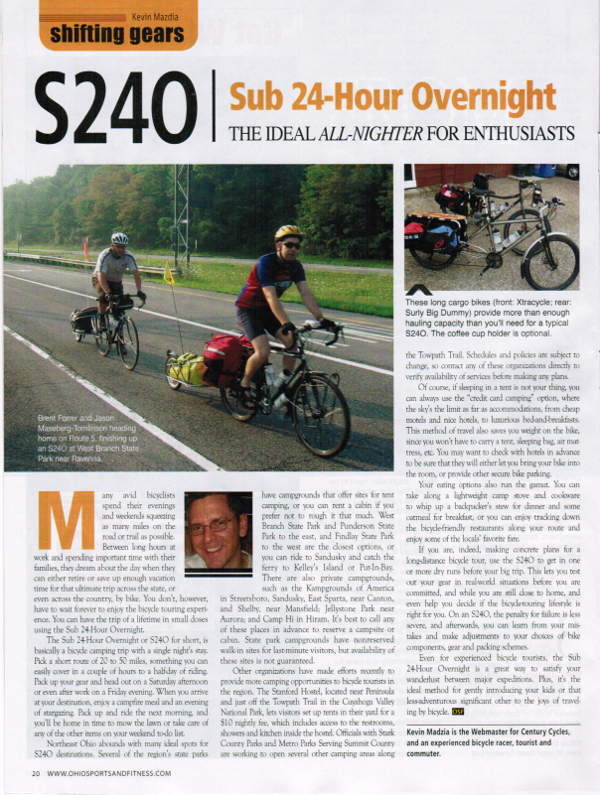 Kevin Mazdia
shifting gears
S24O
Sub 24-Hour Overnight
THE IDEAL ALL-NIGHTER FOR ENTHUSIASTS
Brent Forrer and Jason
Maseberg-Tomlinson heading
home on Route 5, finishing up
an S24O at West Branch State
Park near Ravenna.
These long cargo bikes (front: Xtracycle; rear:
Surly Big Dummy) provide more than enough
hauling capacity than you'll need for a typical
S24O. The coffee cup holder is optional.
Many avid bicyclists
spend their evenings
and weekends squeezing
as many miles on the
road or trail as possible.
Between long hours at
work and spending important time with their
families, they dream about the day when they
can either retire or save up enough vacation
time for that ultimate trip across the state, or
even across the country, by bike. You don't, however,
have to wait forever to enjoy the bicycle touring experi-
ence. You can have the trip of a lifetime in small doses
using the Sub 24-Hour Overnight.
The Sub 24-Hour Overnight or S24O for short, is
basically a bicycle camping trip with a single night's stay.
Pick a short route of 20 to 50 miles, something you can
easily cover in a couple of hours to a half-day of riding.
Pack up your gear and head out on a Saturday afternoon
or even after work on a Friday evening. When you arrive
at your destination, enjoy a campfire meal and an evening
of stargazing. Pack up and ride the next morning, and
you'll be home in time to mow the lawn or take care of
any of the other items on your weekend to-do list.
Northeast Ohio abounds with many ideal spots for
S24O destinations. Several of the region's state parks
have campgrounds that offer sites for tent
camping, or you can rent a cabin if you
prefer not to rough it that much. West
Branch State Park and Punderson State
Park to the east, and Findlay State Park
to the west are the closest options, or
you can ride to Sandusky and catch the
ferry to Kelley's Island or Put-In-Bay.
There are also private campgrounds,
such as the Kampgrounds of America
in Streetsboro, Sandusky, East Sparta, near Canton,
and Shelby, near Mansfield; Jellystone Park near
Aurora; and Camp Hi in Hiram. It's best to call any
of these places in advance to reserve a campsite or
cabin. State park campgrounds have non-reserved
walk-in sites for last-minute visitors, but availability of
these sites is not guaranteed.
Other organizations have made efforts recently to
provide more camping opportunities to bicycle tourists in
the region. The Stanford Hostel, located near Peninsula
and just off the Towpath Trail in the Cuyahoga Valley
National Park, lets visitors set up tents in their yard for a
$10 nightly fee, which includes access to the restrooms,
showers and kitchen inside the hostel. Officials with Stark
County Parks and Metro Parks Serving Summit County
are working to open several other camping areas along
the Towpath Trail. Schedules and policies are subject to
change, so contact any of these organizations directly to
verify availability of services before making any plans.
Of course, if sleeping in a tent is not your thing, you
can always use the "credit card camping" option, where
the sky's the limit as far as accommodations, from cheap
motels and nice hotels, to luxurious bed-and-breakfasts.
This method of travel also saves you weight on the bike,
since you won't have to carry a tent, sleeping bag, air mat-
tress, etc. You may want to check with hotels in advance
to be sure that they will either let you bring your bike into
the room, or provide other secure bike parking.
Your eating options also run the gamut. You can
take along a lightweight camp stove and cookware
to whip up a backpacker's stew for dinner and some
oatmeal for breakfast, or you can enjoy tracking down
the bicycle-friendly restaurants along your route and
enjoy some of the locals' favorite fare.
If you are, indeed, making concrete plans for a
long-distance bicycle tour, use the S24O to get in one
or more dry runs before your big trip. This lets you test
out your gear in real-world situations before you are
committed, and while you are still close to home, and
even help you decide if the bicycle-touring lifestyle is
right for you. On an S24O, the penalty for failure is less
severe, and afterwards, you can learn from your mis-
takes and make adjustments to your choices of bike
components, gear and packing schemes.
Even for experienced bicycle tourists, the Sub
24-Hour Overnight is a great way to satisfy your
wanderlust between major expeditions. Plus, it's the
ideal method for gently introducing your kids or that
less-adventurous significant other to the joys of travel-
ing by bicycle. OSF
Kevin Madzia is the Webmaster for Century Cycles,
and an experienced bicycle racer, tourist and
commuter.
20 WWW.OHIOSPORTSANDFITNESS.COM